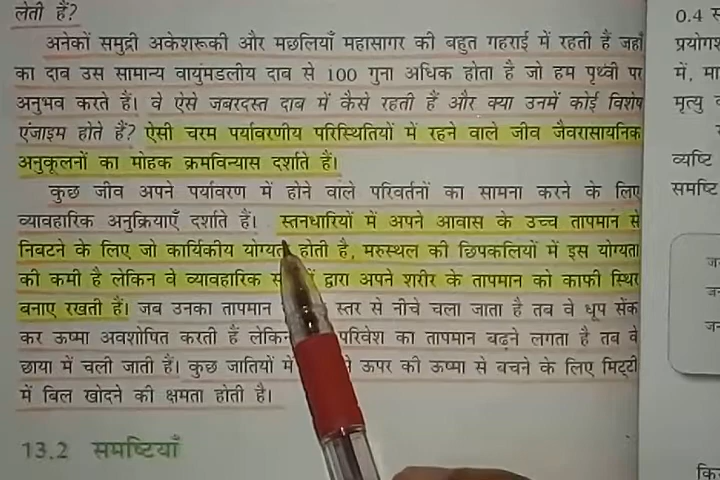 लेती हैं?
अनेकों समुद्री अकेशरूकी और मछलियाँ महासागर की बहुत गहराई में रहती हैं जहाँ
का दाब उस सामान्य वायुमडलीय दाब से 100 गुना अधिक होता है जो हम पृथ्वी पर
अनुभव करते हैं। वे ऐसे जबरदस्त दाब में कैसे रहती हैं और क्या उनमें कोई विशेष
एंजाइम होते हैं? ऐसी चरम पर्यावरणीय परिस्थितियों में रहने वाले जीव जैवरासायनिक
अनुकूलनों का मोहक क्रमविन्यास दर्शाते हैं।
कुछ जीव अपने पर्यावरण में होने वाले परिवर्तनों का सामना करने के लिए
व्यावहारिक अनुक्रियाएँ दर्शाते हैं। स्तनधारियों में अपने आवास के उच्च तापमान से
निबटने के लिए जो कार्यिकीय योग्यता होती है, मरुस्थल की छिपकलियों में इस योग्यता
की कमी है लेकिन वे व्यावहारिक द्वारा अपने शरीर के तापमान को काफी स्थिर
बनाए रखती हैं। जब उनका तापमान स्तर से नीचे चला जाता है तब वे धूप सेंक
कर ऊष्मा अवशोषित करती हैं लेकिन परिवेश का तापमान बढ़ने लगता है तब वे
छाया में चली जाती हैं। कुछ जातियों में ऊपर की ऊष्मा से बचने के लिए मिट्टी
में बिल खोदने की क्षमता होती है।
13.2 समष्टियाँ
0.4
प्रयोगश
में, मा
मृत्यु
व्यष्टि
समष्टि